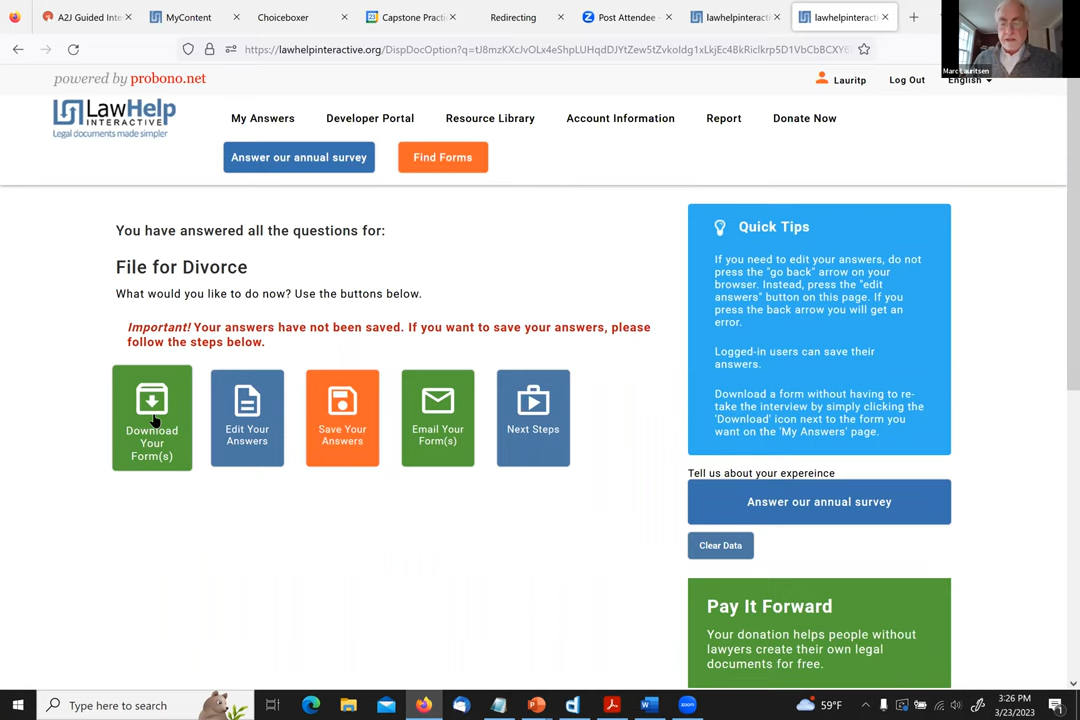 A2J Guided Inte
MyContent
Choiceboxer
Capstone Practi
Redirecting
Post Attendee -
lawhelpinteracti
lawhelpinteracti
https://lawhelpinteractive.org/DispDocOption?q=
Marc Lauritsen
powered by probono.net
Lauritp
Log Out
English
LawHelp
INTERACTIVE
Legal documents made simpler
My Answers
Developer Portal
Resource Library
Account Information
Report
Donate Now
Answer our annual survey
Find Forms
You have answered all the questions for:
File for Divorce
What would you like to do now? Use the buttons below.
Important! Your answers have not been saved. If you want to save your answers, please
follow the steps below.
Download
Your
Form(s)
Edit Your
Answers
Save Your
Answers
Email Your
Form(s)
Next Steps
Quick Tips
If you need to edit your answers, do not
press the "go back" arrow on your
browser. Instead, press the "edit
answers" button on this page. If you
press the back arrow you will get an
error.
Logged-in users can save their
answers.
Download a form without having to re-
take the interview by simply clicking the
'Download' icon next to the form you
want on the 'My Answers' page.
Tell us about your expereince
Answer our annual survey
Clear Data
Pay It Forward
Your donation helps people without
lawyers create their own legal
documents for free.
Type here to search
zoom
59°F
3:26 PM
3/23/2023